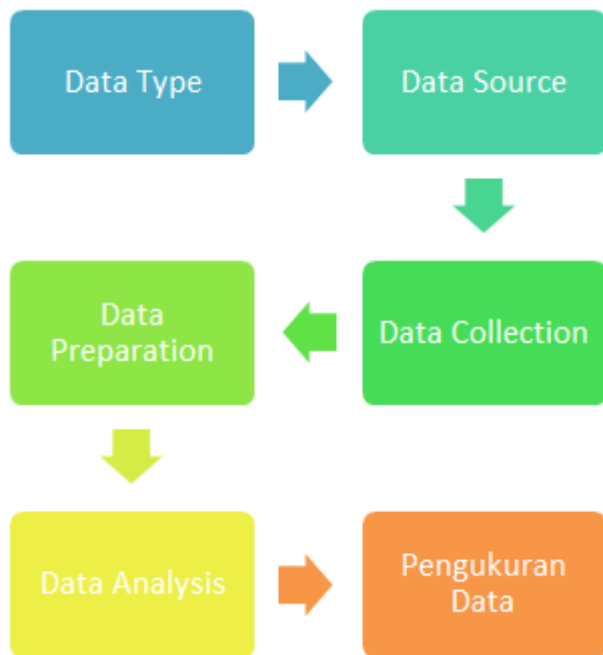 Data Type
Data Source
Data Collection
Data
Preparation
Data Analysis
Pengukuran
Data